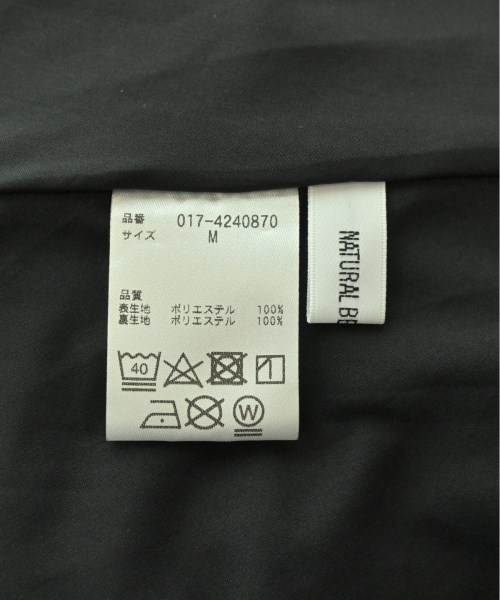 品番 017-4240870
サイズ M
品質
表生地 ポリエステル 100%
裏生地 ポリエステル 100%
40
W
NATURAL BE